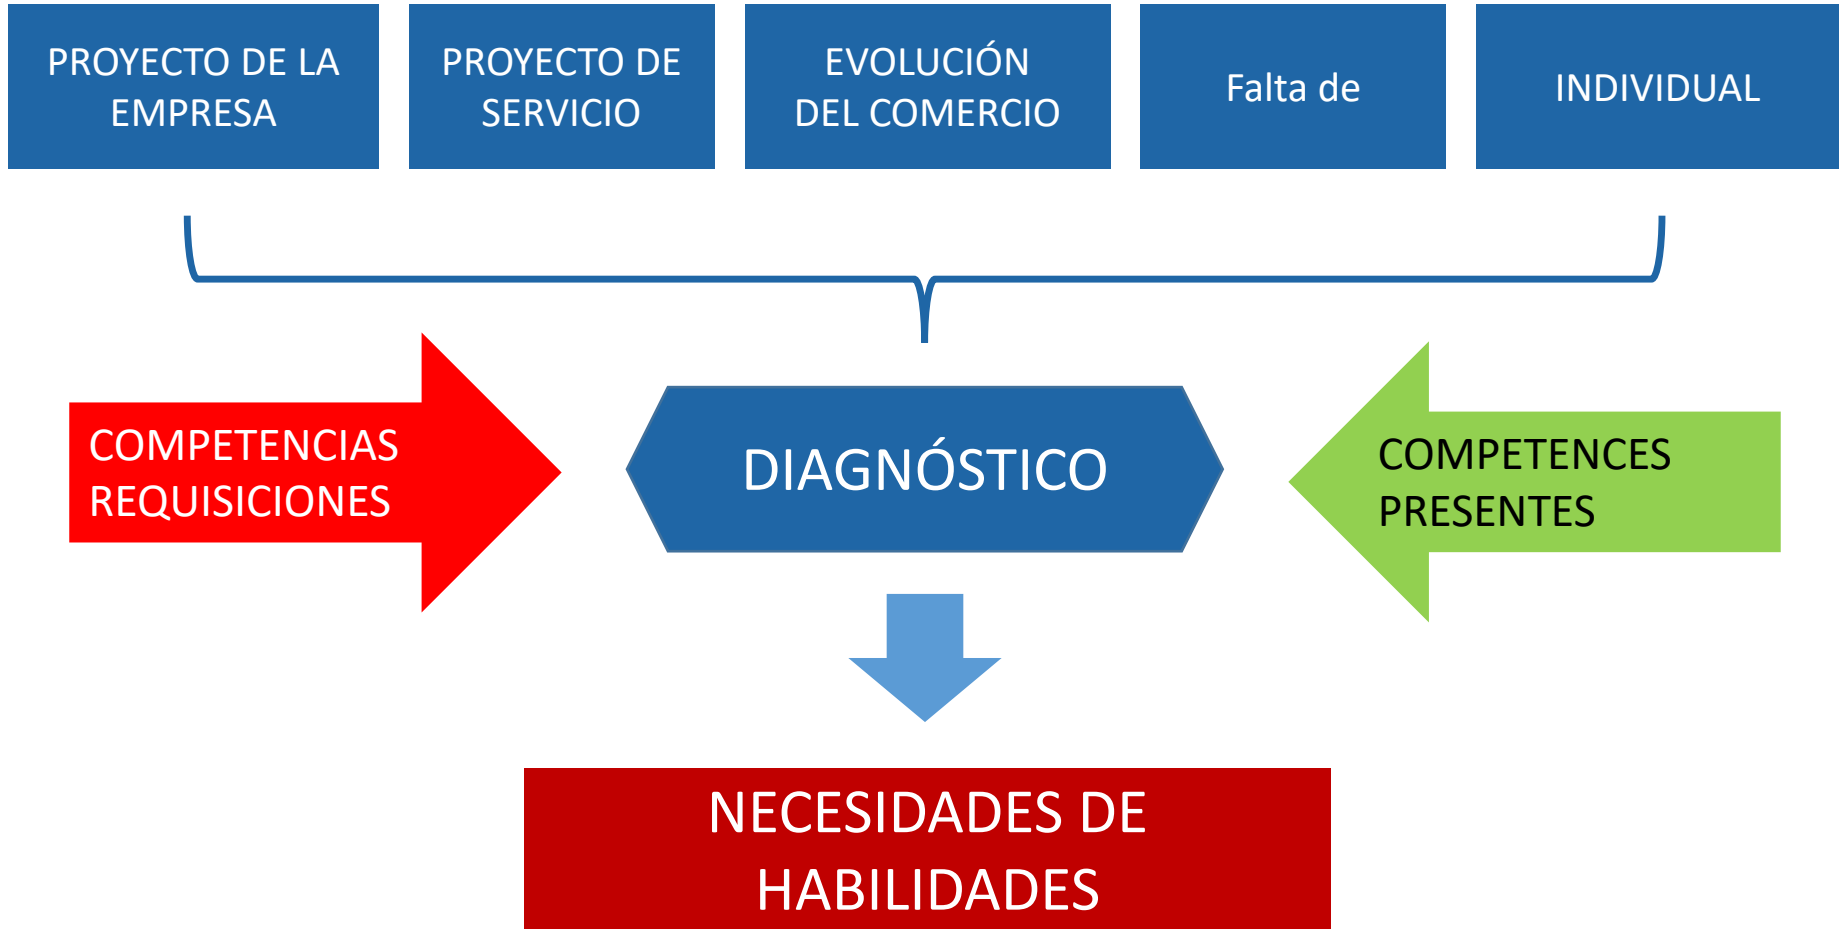 PROYECTO DE LA
EMPRESA
PROYECTO DE
SERVICIO
EVOLUCIÓN
DEL COMERCIO
Falta de
INDIVIDUAL
COMPETENCIAS
REQUISICIONES
DIAGNÓSTICO
COMPETENCES
PRESENTES
NECESIDADES DE
HABILIDADES